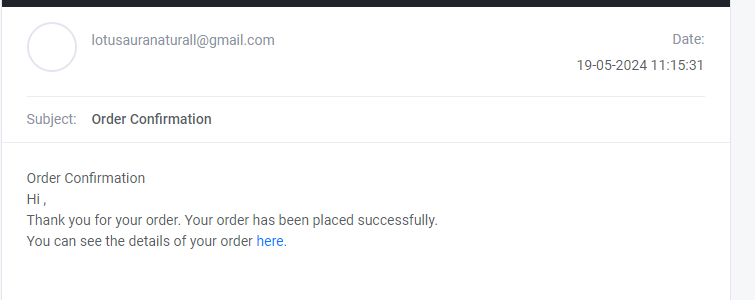 lotusauranaturall@gmail.com
Date:
19-05-2024 11:15:31
Subject: Order Confirmation
Order Confirmation
Hi ,
Thank you for your order. Your order has been placed successfully.
You can see the details of your order here.